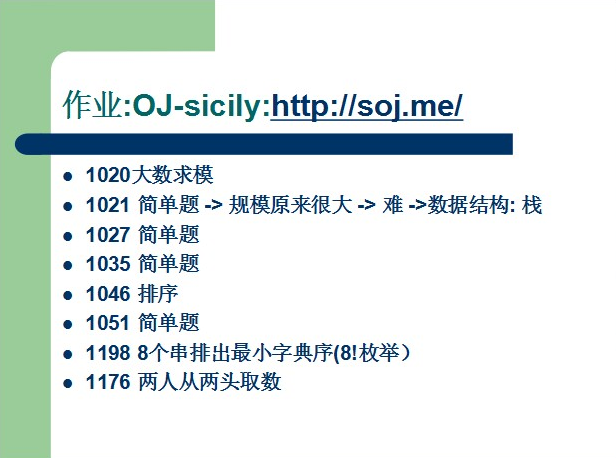 作业:OJ-sicily:http://soj.me/
1020大数求模
1021 简单题 -> 规模原来很大 -> 难 ->数据结构: 栈
1027 简单题
1035 简单题
1046 排序
1051 简单题
1198 8个串排出最小字典序(8!枚举）
1176 两人从两头取数